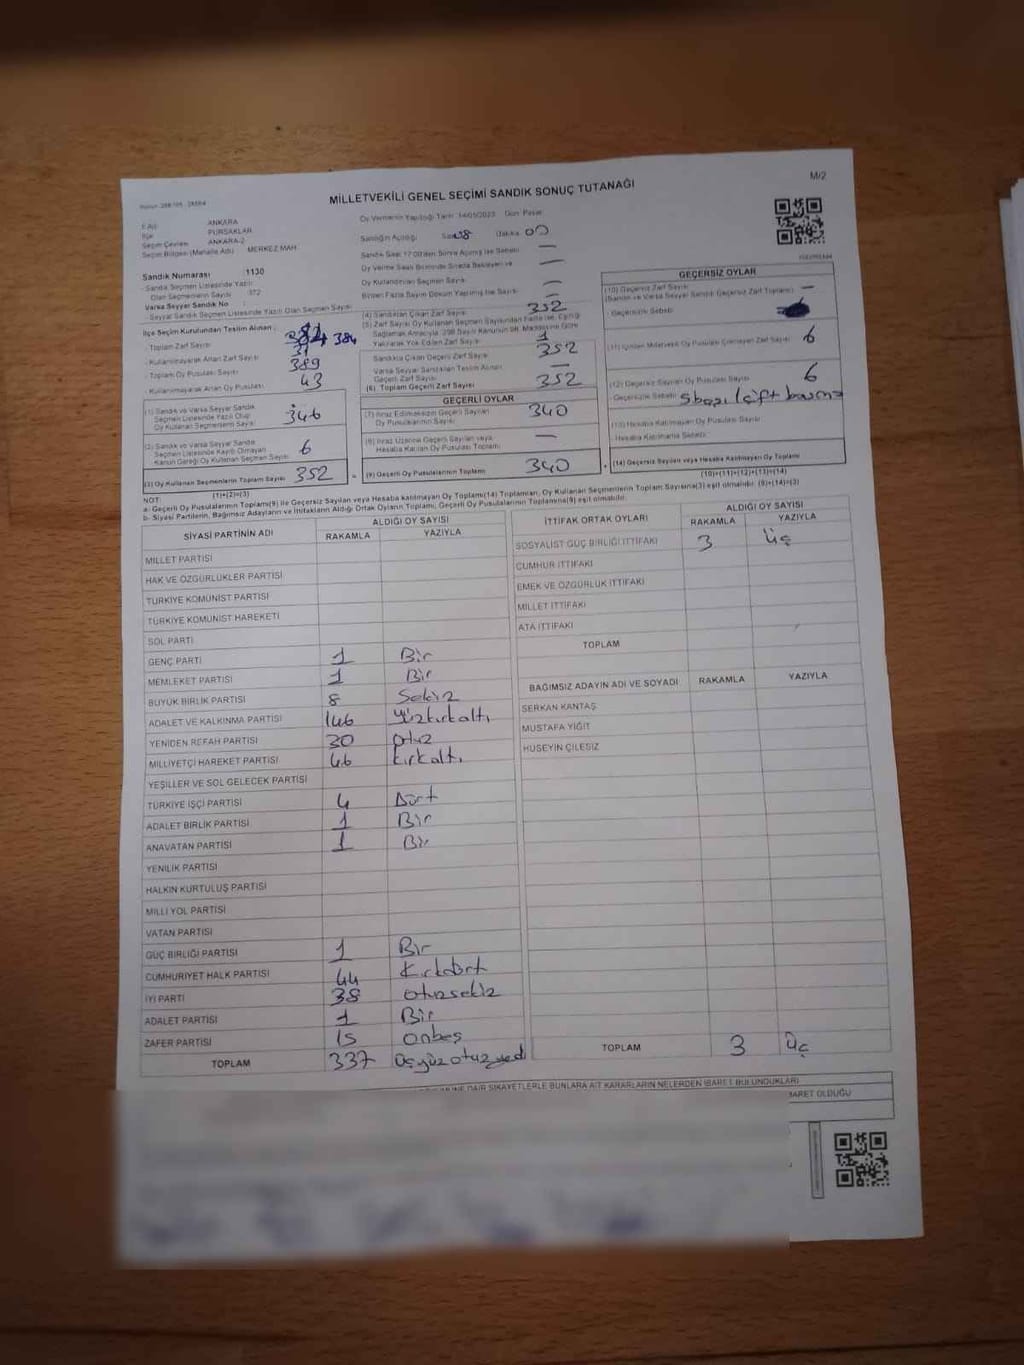 MİLLETVEKİLİ GENEL SEÇİMİ SANDIK SONUÇ TUTANAĞI
M/2
İli Adı ANKARA
İlçe PURSAKLAR
Seçim Çevresi ANKARA-2
Seçim Bölgesi (Mahalle Adı) MERKEZ MAH.
Sandık Numarası 1130
- Sandık Seçmen Listesinde Yazılı
Olan Seçmenlerin Sayısı 372
Varsa Seyyar Sandık No :
- Seyyar Sandık Seçmen Listesinde Yazılı Olan Seçmen Sayısı
İlçe Seçim Kurulundan Teslim Alınan :
- Toplam Zarf Sayısı 384
- Kullanılmayarak Artan Zarf Sayısı 31
- Toplam Oy Pusulası Sayısı 389
- Kullanılmayarak Artan Oy Pusulası 43
(1) Sandık ve Varsa Seyyar Sandık
Seçmen Listesinde Yazılı Olup
Oy Kullanan Seçmenlerin Sayısı 346
(2) Sandık ve Varsa Seyyar Sandık
Seçmen Listesinde Kayıtlı Olmayan
Kanun Gereği Oy Kullanan Seçmen Sayısı 6
(3) Oy Kullanan Seçmenlerin Toplam Sayısı 352
(1)+(2)=(3)
Oy Vermenin Yapıldığı Tarih: 14/05/2023 Gün: Pazar
Sandığın Açıldığı Saat 08 Dakika 00
Sandık Saat 17:00'den Sonra Açılmış İse Sebebi —
Oy Verme Saati Bitiminde Sırada Bekleyen ve
Oy Kullandırılan Seçmen Sayısı —
Birden Fazla Sayım Döküm Yapılmış İse Sayısı —
(4) Sandıktan Çıkan Zarf Sayısı 352
(5) Zarf Sayısı Oy Kullanan Seçmen Sayısından Fazla İse, Eşitliği
Sağlamak Amacıyla, 298 Sayılı Kanunun 98. Maddesine Göre
Yakılarak Yok Edilen Zarf Sayısı 1
Sandıkta Çıkan Geçerli Zarf Sayısı 352
Varsa Seyyar Sandıktan Teslim Alınan
Geçerli Zarf Sayısı —
(6) Toplam Geçerli Zarf Sayısı 352
GEÇERLİ OYLAR
(7) İtiraz Edilmeksizin Geçerli Sayılan
Oy Pusulalarının Sayısı 340
(8) İtiraz Üzerine Geçerli Sayılan veya
Hesaba Katılan Oy Pusulası Toplamı —
(9) Geçerli Oy Pusulalarının Toplamı 340
GEÇERSİZ OYLAR
(10) Geçersiz Zarf Sayısı —
(Sandık ve Varsa Seyyar Sandık Geçersiz Zarf Toplamı)
- Geçersizlik Sebebi
(11) İçinden Milletvekili Oy Pusulası Çıkmayan Zarf Sayısı 6
(12) Geçersiz Sayılan Oy Pusulası Sayısı 6
- Geçersizlik Sebebi çift basma
(13) Hesaba Katılmayan Oy Pusulası Sayısı
Hesaba Katılmama Sebebi
(14) Geçersiz Sayılan veya Hesaba Katılmayan Oy Toplamı
(10)+(11)+(12)+(13)=(14)
NOT:
a- Geçerli Oy Pusulalarının Toplamı(9) ile Geçersiz Sayılan veya Hesaba katılmayan Oy Toplamı(14) Toplamları, Oy Kullanan Seçmenlerin Toplam Sayısına(3) eşit olmalıdır. (9)+(14)=(3)
b- Siyasi Partilerin, Bağımsız Adayların ve İttifakların Aldığı Ortak Oyların Toplamı, Geçerli Oy Pusulalarının Toplamına(9) eşit olmalıdır.
SİYASİ PARTİNİN ADI ALDIĞI OY SAYISI
RAKAMLA YAZIYLA
MİLLET PARTİSİ
HAK VE ÖZGÜRLÜKLER PARTİSİ
TÜRKİYE KOMÜNİST PARTİSİ
TÜRKİYE KOMÜNİST HAREKETİ
SOL PARTİ
GENÇ PARTİ 1 Bir
MEMLEKET PARTİSİ 1 Bir
BÜYÜK BİRLİK PARTİSİ 8 Sekiz
ADALET VE KALKINMA PARTİSİ 146 Yüzkırkaltı
YENİDEN REFAH PARTİSİ 30 Otuz
MİLLİYETÇİ HAREKET PARTİSİ 46 Kırkaltı
YEŞİLLER VE SOL GELECEK PARTİSİ
TÜRKİYE İŞÇİ PARTİSİ 4 Dört
ADALET BİRLİK PARTİSİ 1 Bir
ANAVATAN PARTİSİ 1 Bir
YENİLİK PARTİSİ
HALKIN KURTULUŞ PARTİSİ
MİLLİ YOL PARTİSİ
VATAN PARTİSİ
GÜÇ BİRLİĞİ PARTİSİ 1 Bir
CUMHURİYET HALK PARTİSİ 44 Kırkdört
İYİ PARTİ 38 Otuzsekiz
ADALET PARTİSİ 1 Bir
ZAFER PARTİSİ 15 Onbeş
TOPLAM 337 Üçyüzotuzyedi
İTTİFAK ORTAK OYLARI ALDIĞI OY SAYISI
RAKAMLA YAZIYLA
SOSYALİST GÜÇ BİRLİĞİ İTTİFAKI 3 Üç
CUMHUR İTTİFAKI
EMEK VE ÖZGÜRLÜK İTTİFAKI
MİLLET İTTİFAKI
ATA İTTİFAKI
TOPLAM
BAĞIMSIZ ADAYIN ADI VE SOYADI RAKAMLA YAZIYLA
SERKAN KANTAŞ
MUSTAFA YİĞİT
HÜSEYİN ÇİLESİZ
TOPLAM 3 Üç
DAİR ŞİKAYETLERLE BUNLARA AİT KARARLARIN NELERDEN İBARET BULUNDUKLARI
İBARET OLDUĞU